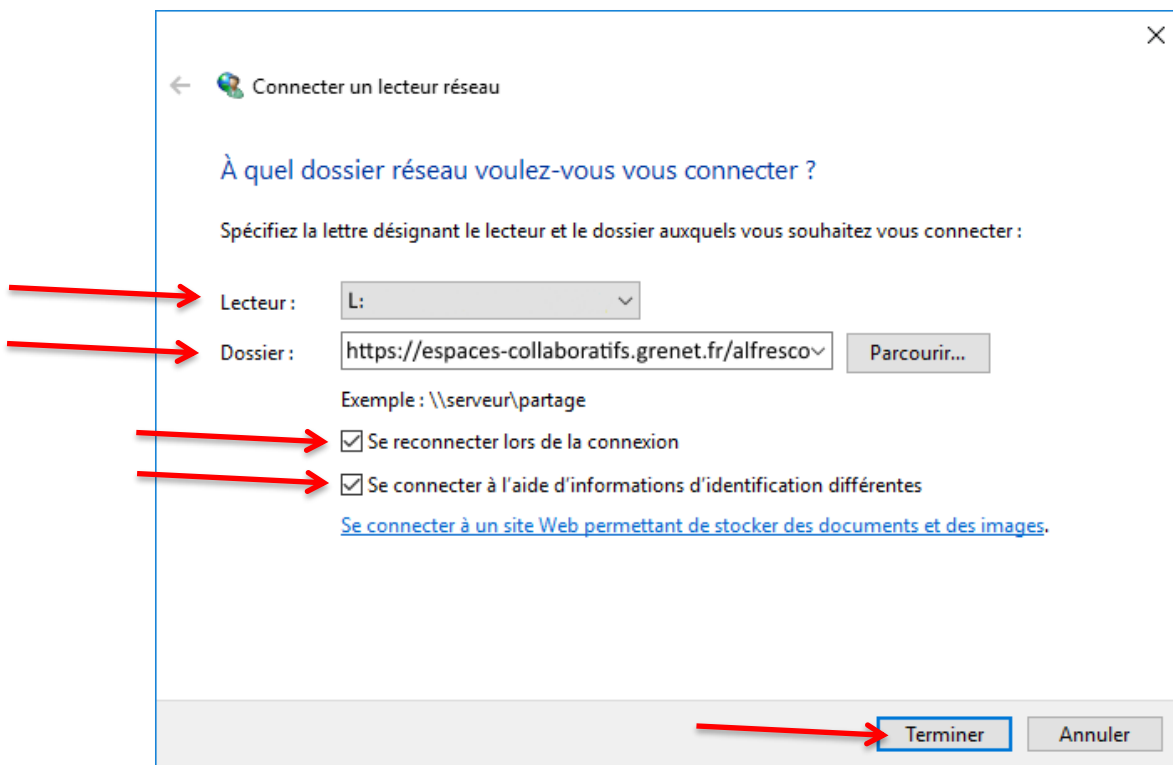 Connecter un lecteur réseau
À quel dossier réseau voulez-vous vous connecter ?
Spécifiez la lettre désignant le lecteur et le dossier auxquels vous souhaitez vous connecter :
Lecteur : L:
Dossier : https://espaces-collaboratifs.grenet.fr/alfresco Parcourir...
Exemple : \\serveur\partage
Se reconnecter lors de la connexion
Se connecter à l’aide d’informations d’identification différentes
Se connecter à un site Web permettant de stocker des documents et des images.
Terminer Annuler